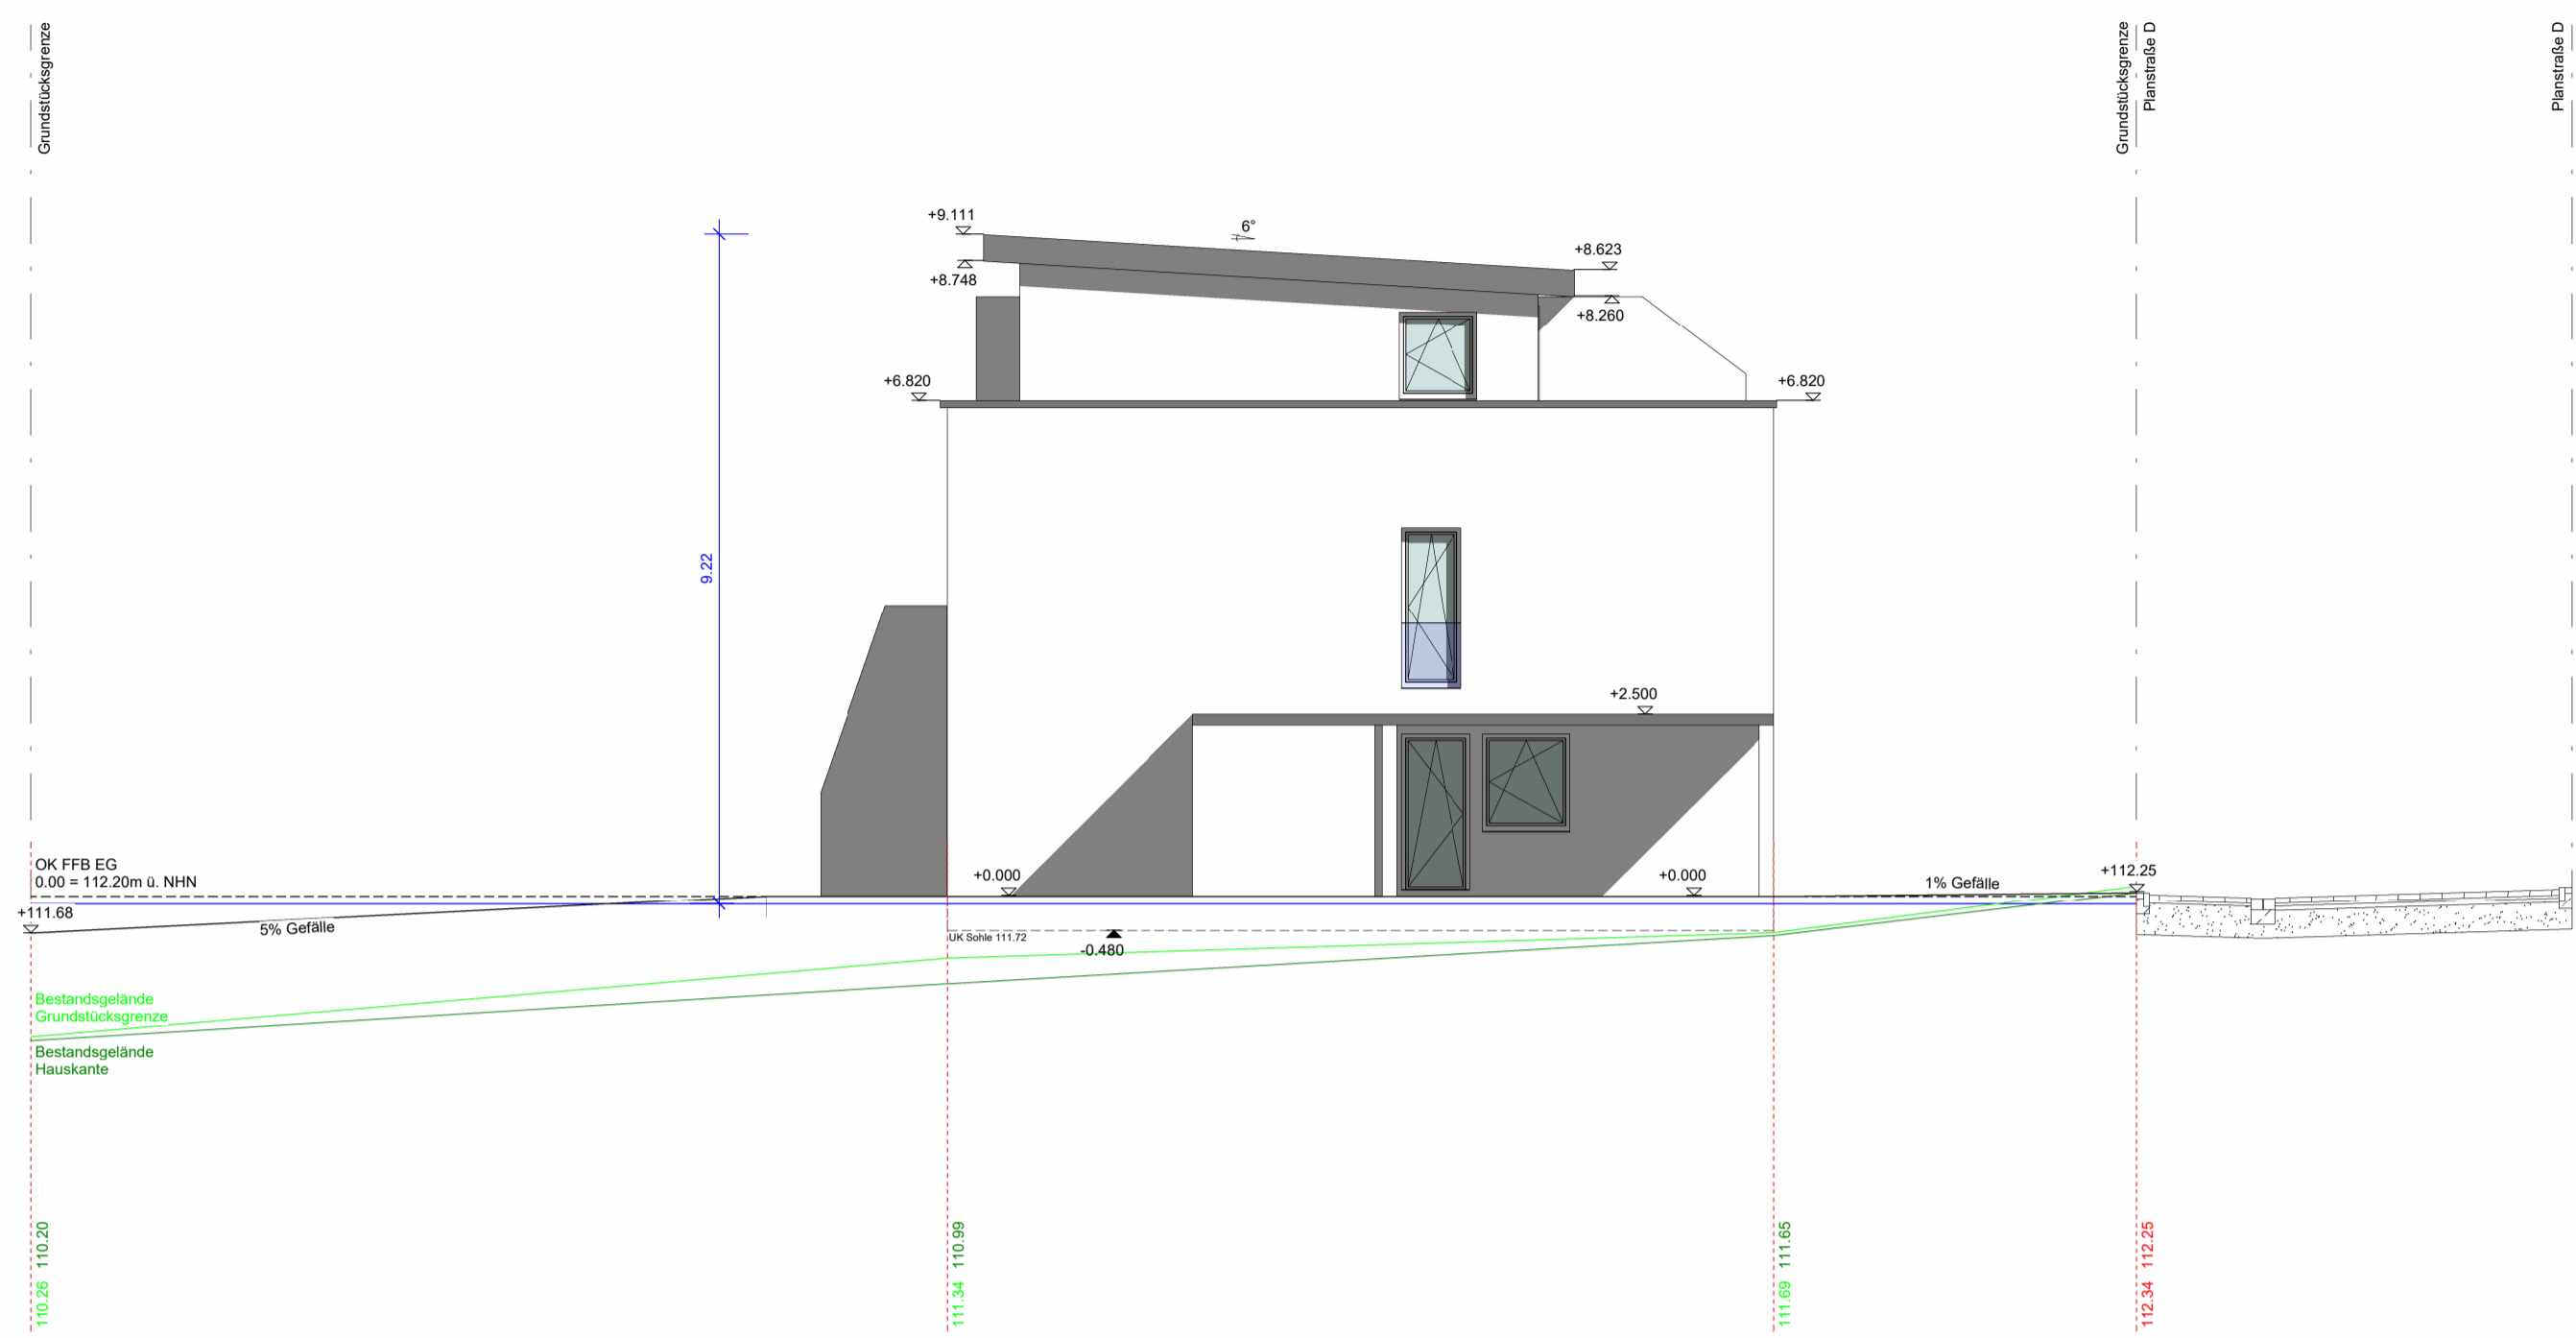 Grundstücksgrenze
Grundstücksgrenze
Planstraße D
Planstraße D
+9.111
6°
+8.623
+8.748
+8.260
+6.820
+6.820
9.22
+2.500
OK FFB EG
0.00 = 112.20m ü. NHN
+0.000
+0.000
1% Gefälle
+112.25
+111.68
5% Gefälle
UK Sohle 111.72
-0.480
Bestandsgelände
Grundstücksgrenze
Bestandsgelände
Hauskante
110.26 110.20
111.34 110.99
111.69 111.65
112.34 112.25